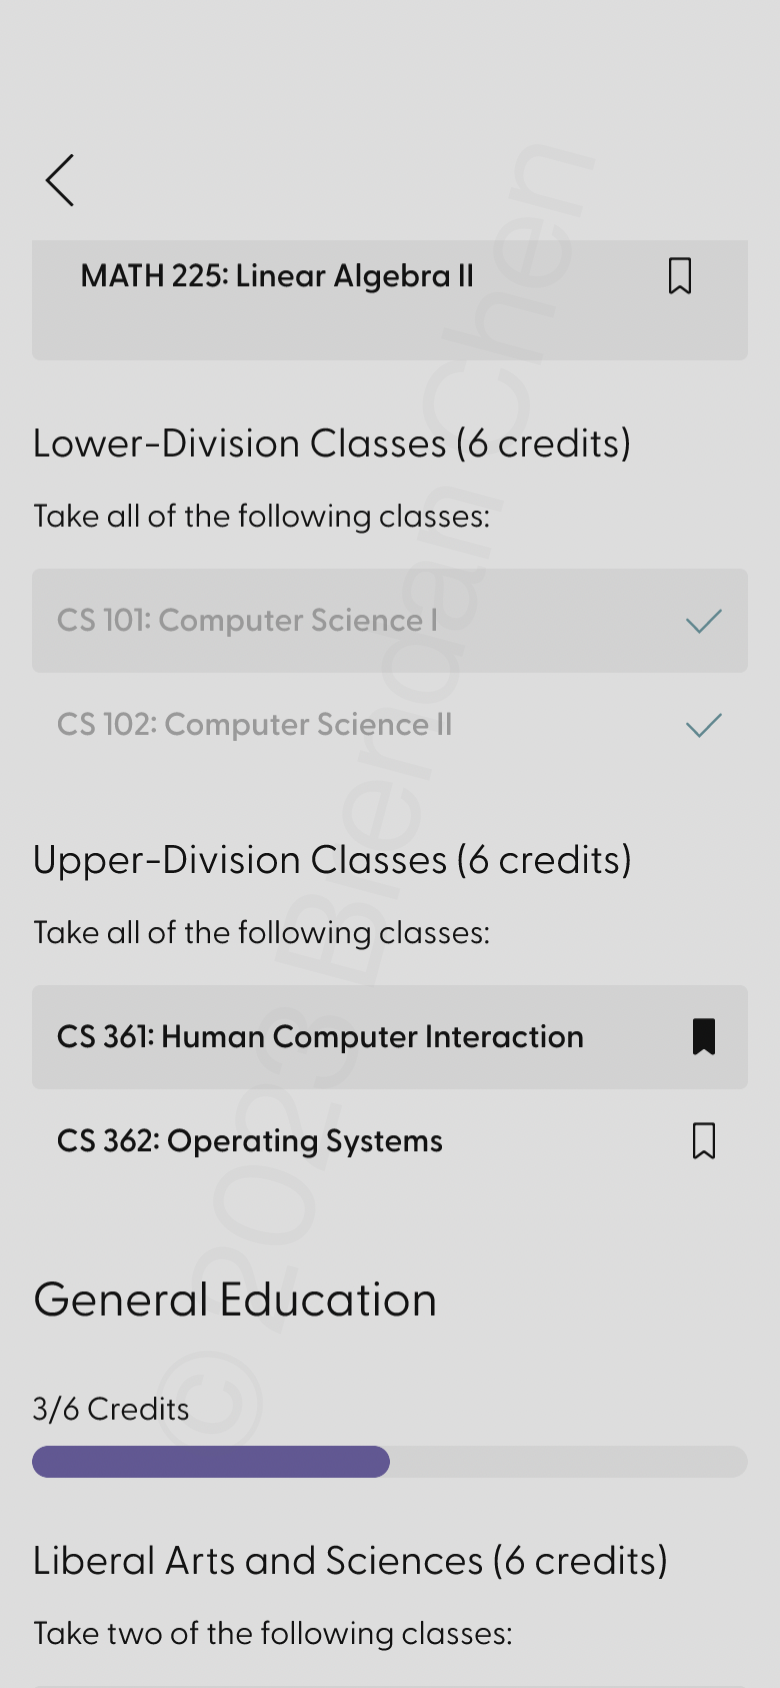 MATH 225: Linear Algebra II
Lower-Division Classes (6 credits)
Take all of the following classes:
CS 101: Computer Science I
CS 102: Computer Science II
Upper-Division Classes (6 credits)
Take all of the following classes:
CS 361: Human Computer Interaction
CS 362: Operating Systems
General Education
3/6 Credits
Liberal Arts and Sciences (6 credits)
Take two of the following classes:
© 2023 Brendan Chen